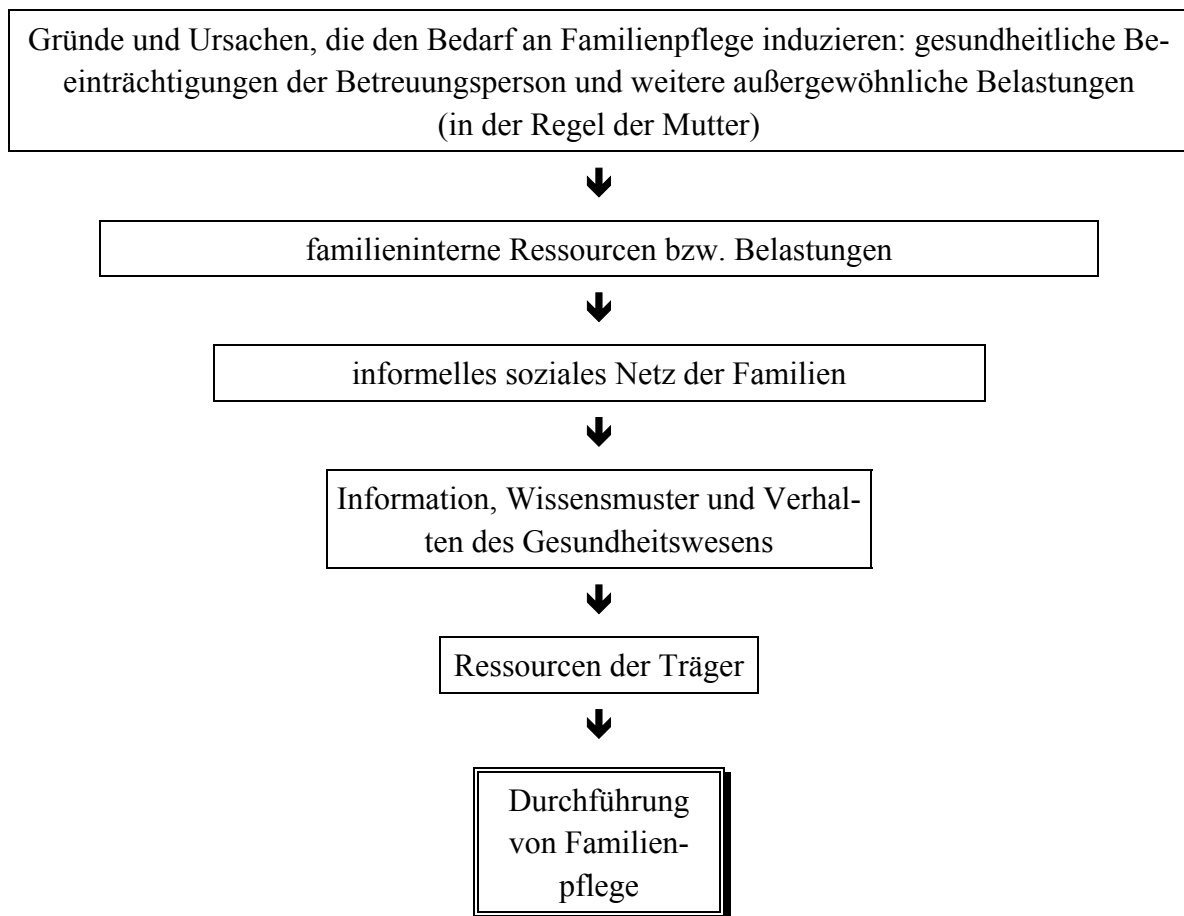 Gründe und Ursachen, die den Bedarf an Familienpflege induzieren: gesundheitliche Be-
einträchtigungen der Betreuungsperson und weitere außergewöhnliche Belastungen
(in der Regel der Mutter)
familieninterne Ressourcen bzw. Belastungen
informelles soziales Netz der Familien
Information, Wissensmuster und Verhal-
ten des Gesundheitswesens
Ressourcen der Träger
Durchführung
von Familien-
pflege